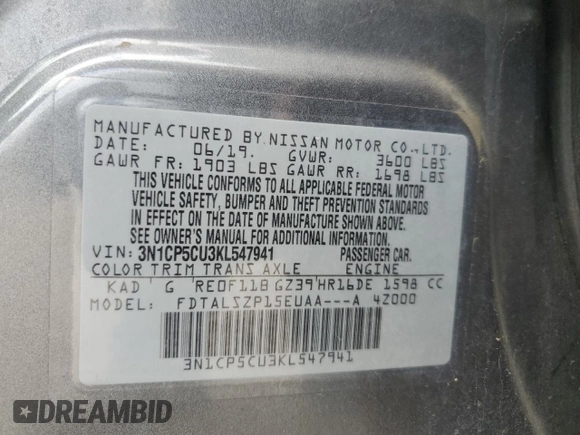 MANUFACTURED BY NISSAN MOTOR CO., LTD.
DATE: 06/19. GVWR: 3600 LBS
GAWR FR: 1903 LBS GAWR RR: 1698 LBS
THIS VEHICLE CONFORMS TO ALL APPLICABLE FEDERAL MOTOR
VEHICLE SAFETY, BUMPER AND THEFT PREVENTION STANDARDS
IN EFFECT ON THE DATE OF MANUFACTURE SHOWN ABOVE.
SEE OWNER'S MANUAL FOR ADDITIONAL INFORMATION.
VIN: 3N1CP5CU3KL547941 PASSENGER CAR.
COLOR TRIM TRANS AXLE ENGINE
KAD G RE0F11B GZ39 HR16DE 1598 CC
MODEL: FDTALSZP15EUAA---A 4Z000
3N1CP5CU3KL547941
DREAMBID